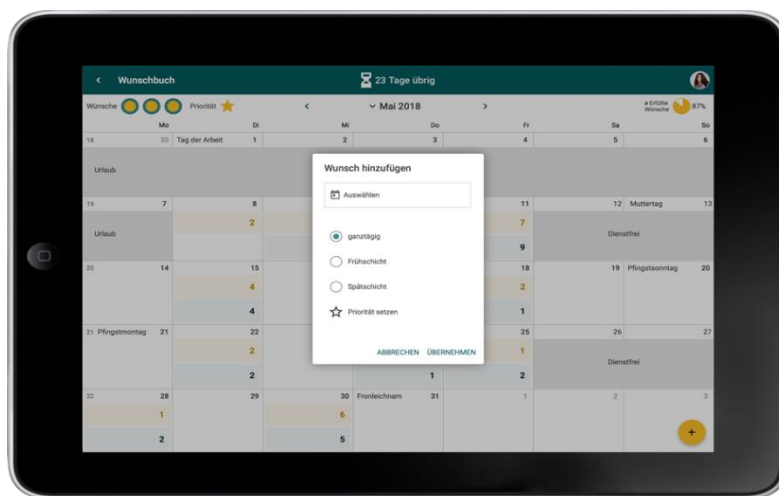 Wunschbuch
23 Tage übrig
Wünsche
Priorität
Mai 2018
ø Erfüllte
Wünsche
87%
Mo Di Mi Do Fr Sa So
18 30 Tag der Arbeit 1 2 3 4 5 6
Urlaub
Wunsch hinzufügen
Auswählen
19 7 8 11 12 Muttertag 13
Urlaub
2 7
Dienstfrei
9
ganztägig
Frühschicht
20 14 15 18 19 Pfingstsonntag 20
4 2
Spätschicht
4 1
Priorität setzen
21 Pfingstmontag 21 22 25 26 27
2 1
ABBRECHEN ÜBERNEHMEN
Dienstfrei
2 1 2
22 28 29 30 Fronleichnam 31 1 2 3
1 6
2 5
+